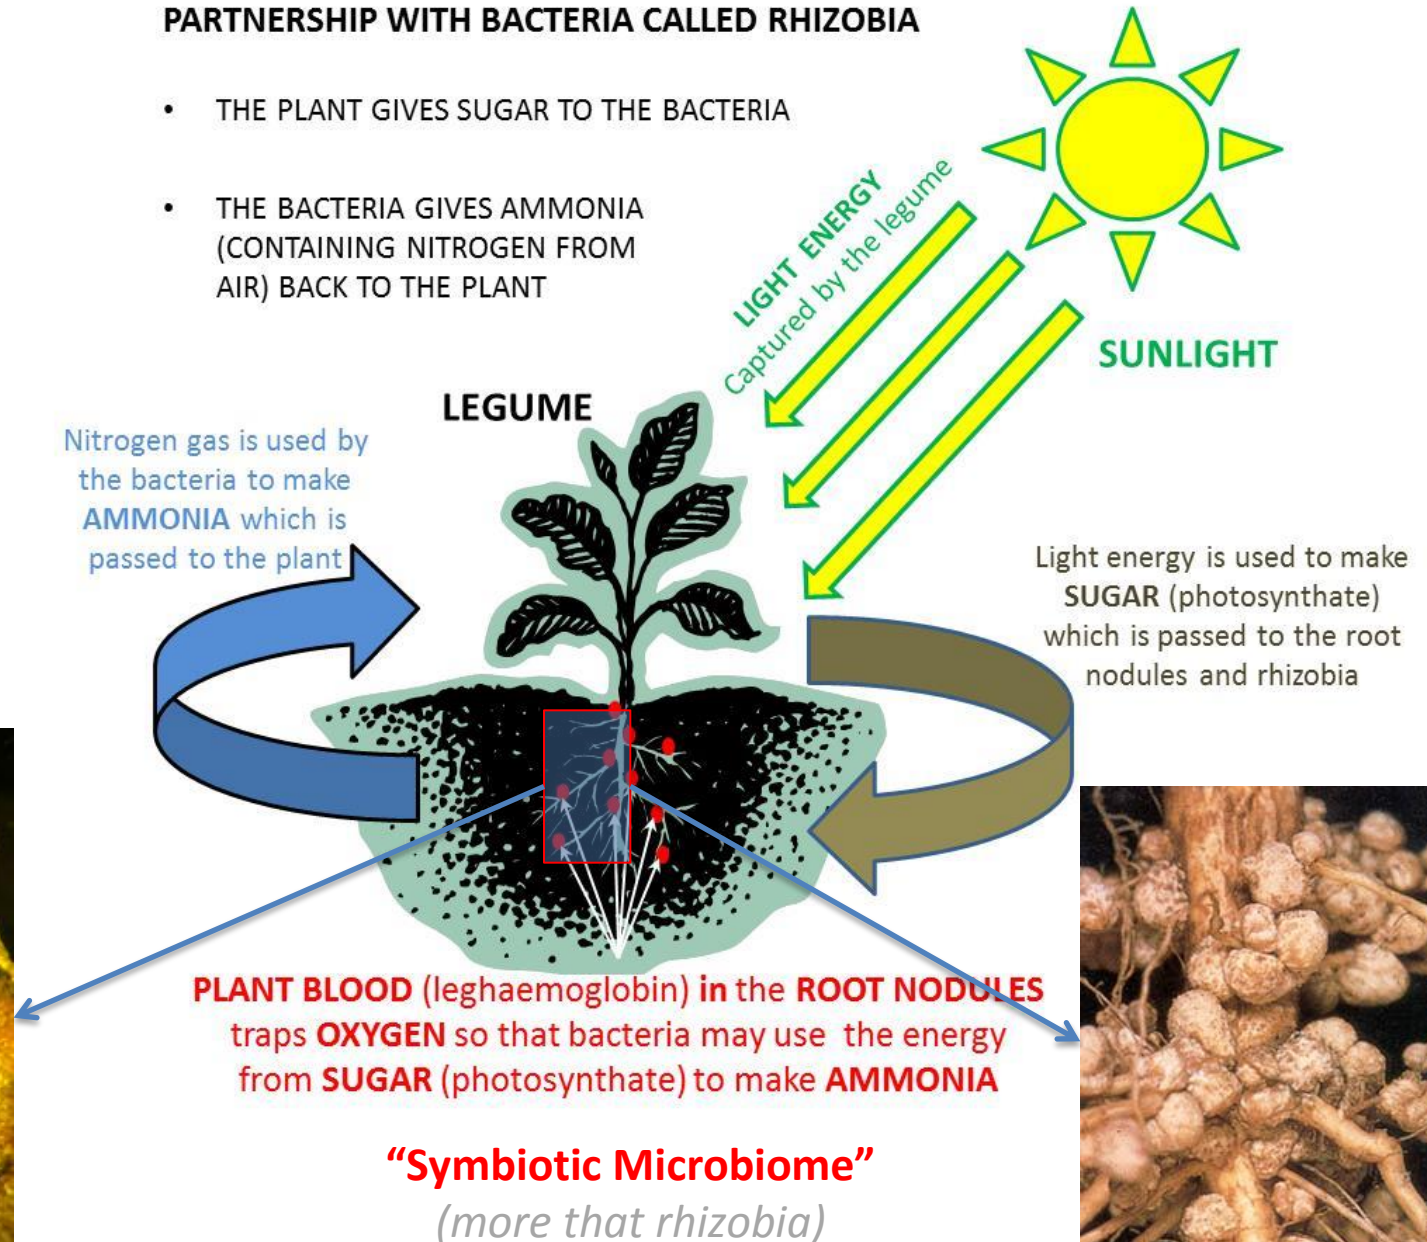 PARTNERSHIP WITH BACTERIA CALLED RHIZOBIA
• THE PLANT GIVES SUGAR TO THE BACTERIA
• THE BACTERIA GIVES AMMONIA
(CONTAINING NITROGEN FROM
AIR) BACK TO THE PLANT
LIGHT ENERGY
Captured by the legume
SUNLIGHT
LEGUME
Nitrogen gas is used by
the bacteria to make
AMMONIA which is
passed to the plant
Light energy is used to make
SUGAR (photosynthate)
which is passed to the root
nodules and rhizobia
PLANT BLOOD (leghaemoglobin) in the ROOT NODULES
traps OXYGEN so that bacteria may use the energy
from SUGAR (photosynthate) to make AMMONIA
“Symbiotic Microbiome”
(more that rhizobia)